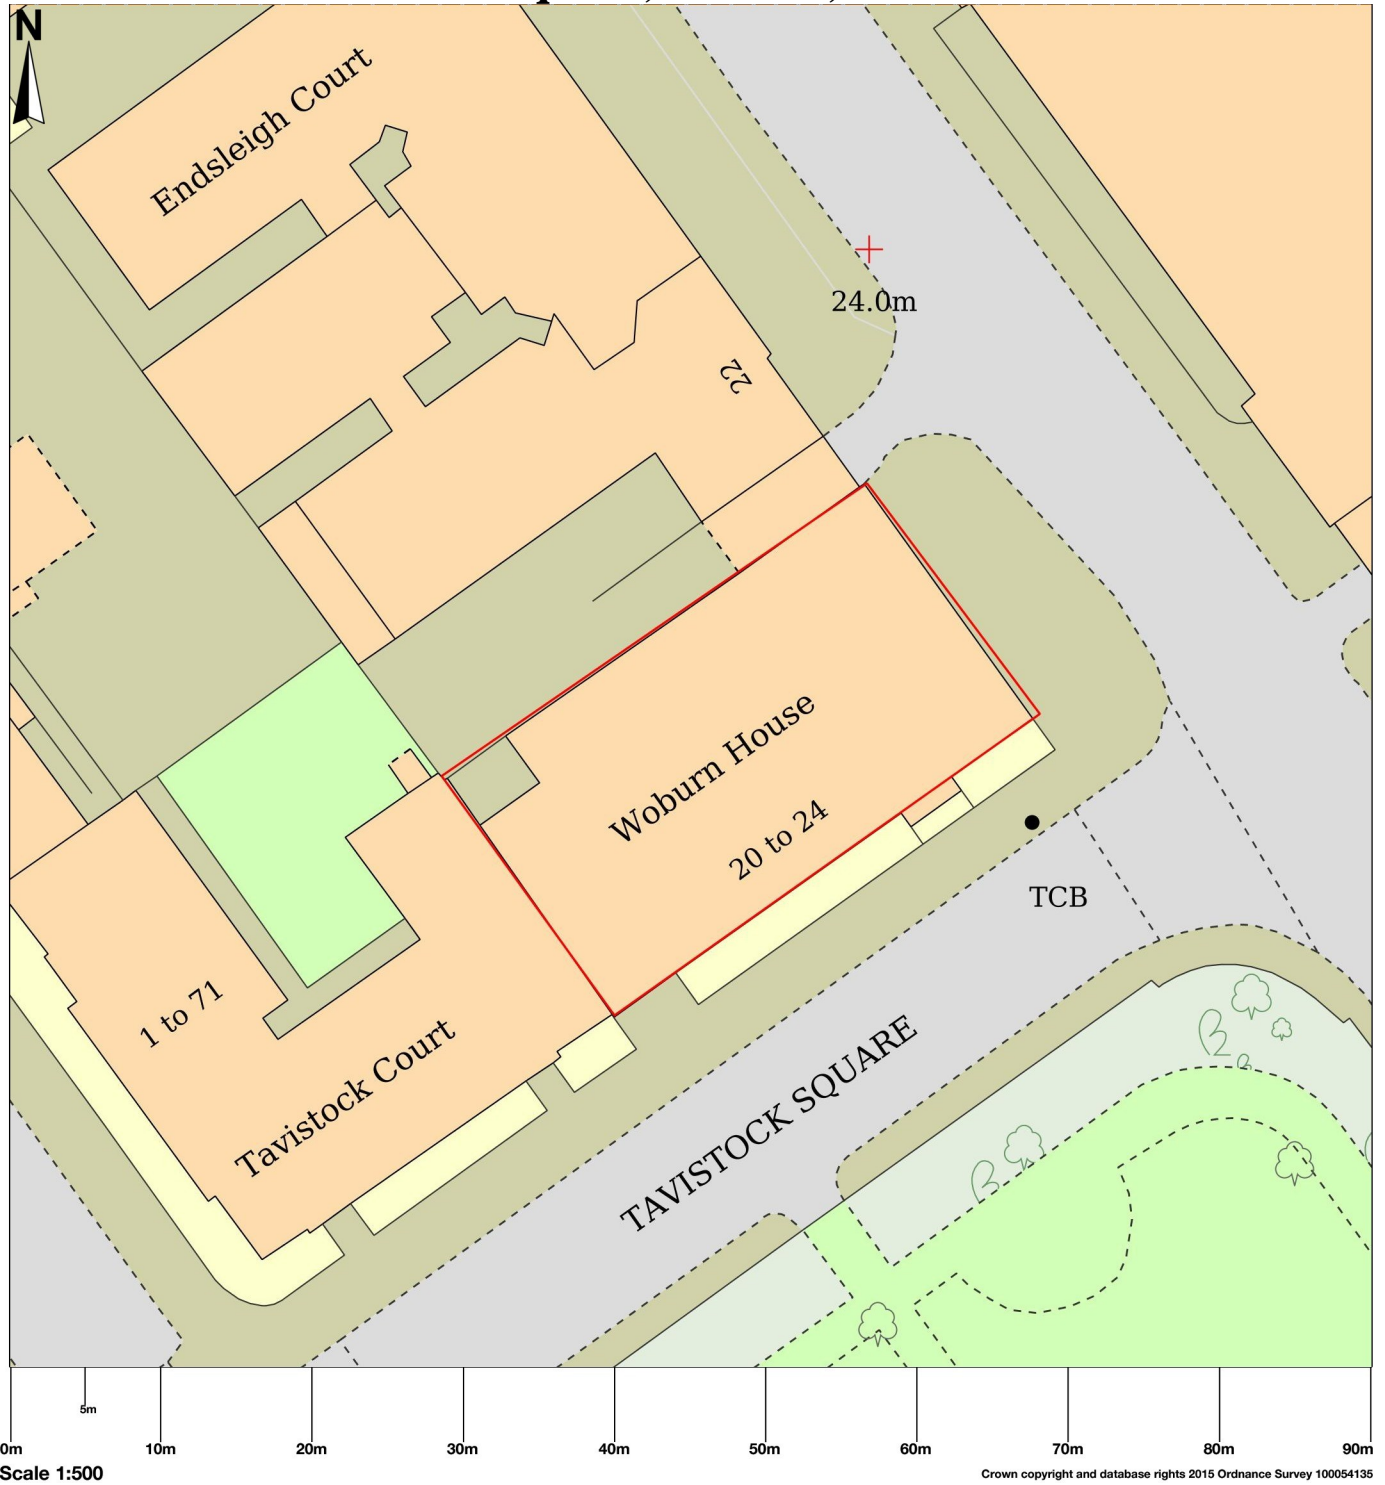 N
Endsleigh Court
24.0m
22
Woburn House
20 to 24
TCB
1 to 71
Tavistock Court
TAVISTOCK SQUARE
5m
0m 10m 20m 30m 40m 50m 60m 70m 80m 90m
Scale 1:500
Crown copyright and database rights 2015 Ordnance Survey 100054135